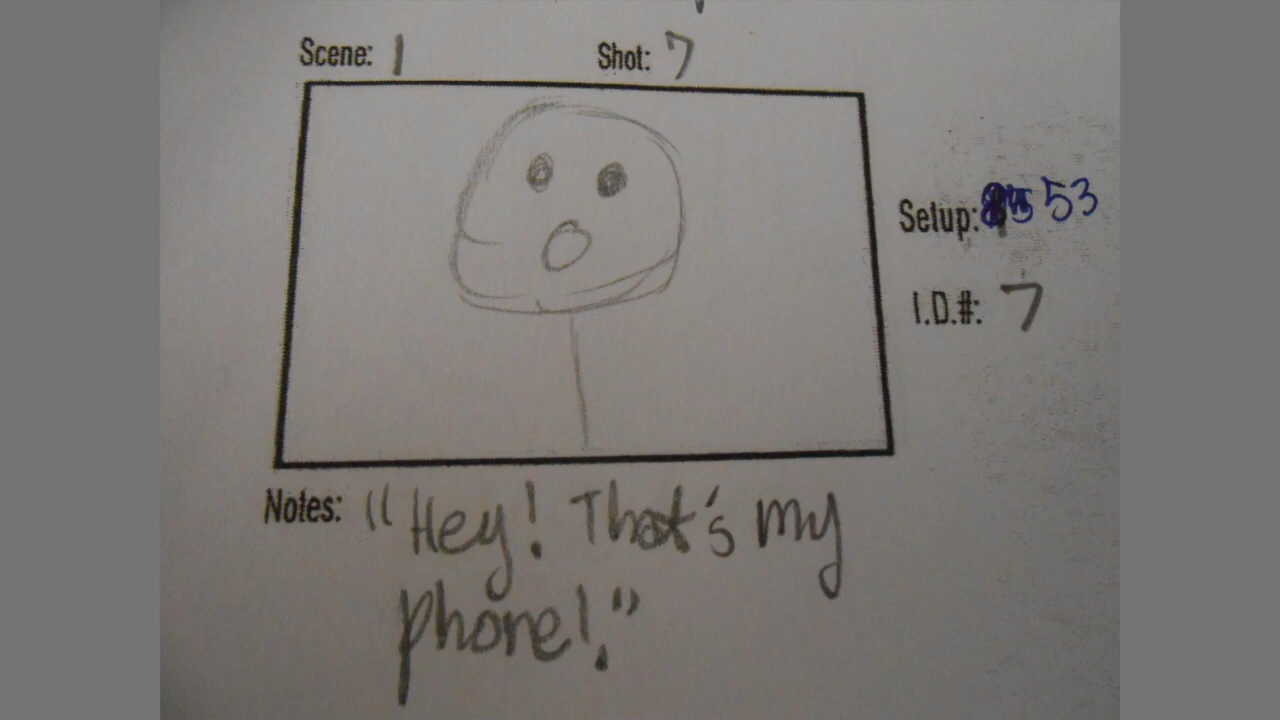 Scene: 1 Shot: 7
Setup: 53
I.D.#: 7
Notes: "Hey! That's my
phone!"